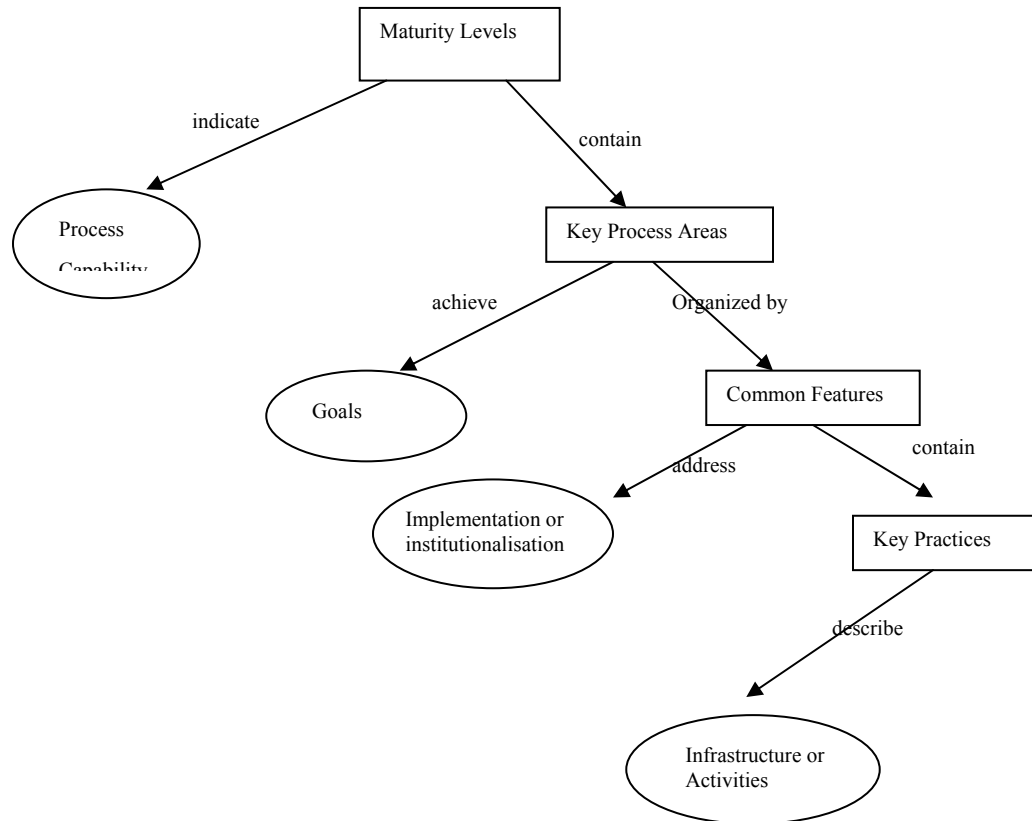 Maturity Levels
indicate
contain
Process
Capability
Key Process Areas
achieve
Organized by
Goals
Common Features
address
contain
Implementation or
institutionalisation
Key Practices
describe
Infrastructure or
Activities